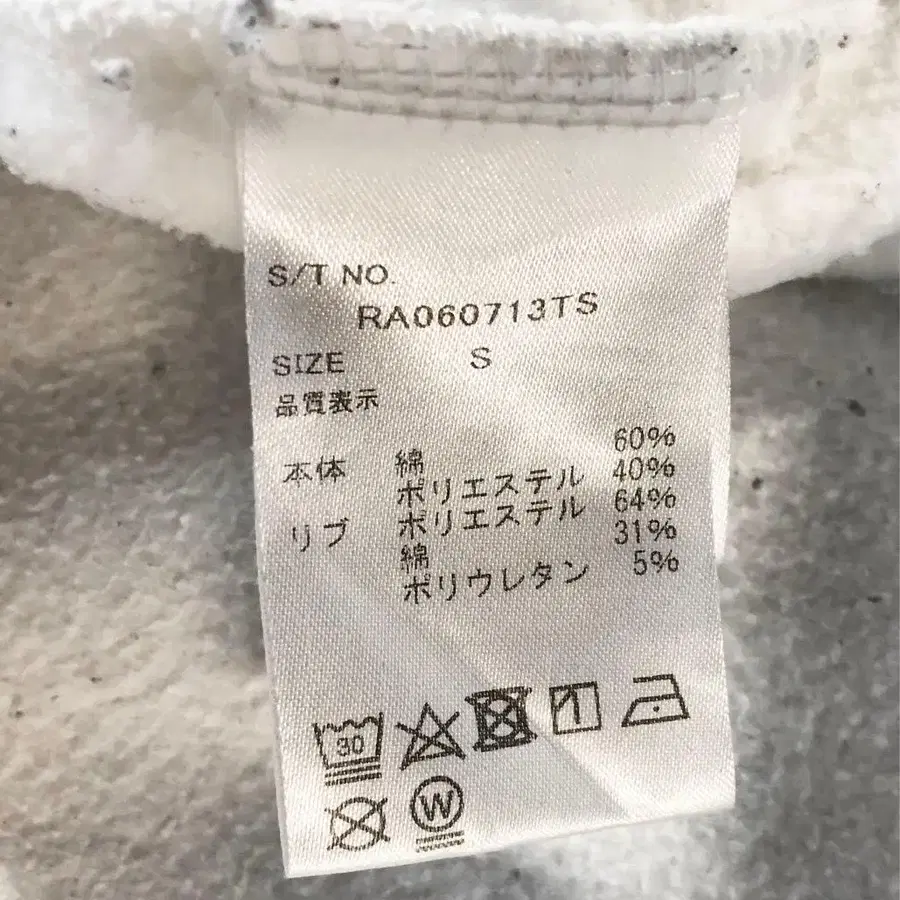 S/T NO.
RA060713TS
SIZE S
品質表示
本体 綿 60%
ポリエステル 40%
リブ ポリエステル 64%
綿 31%
ポリウレタン 5%
30
W